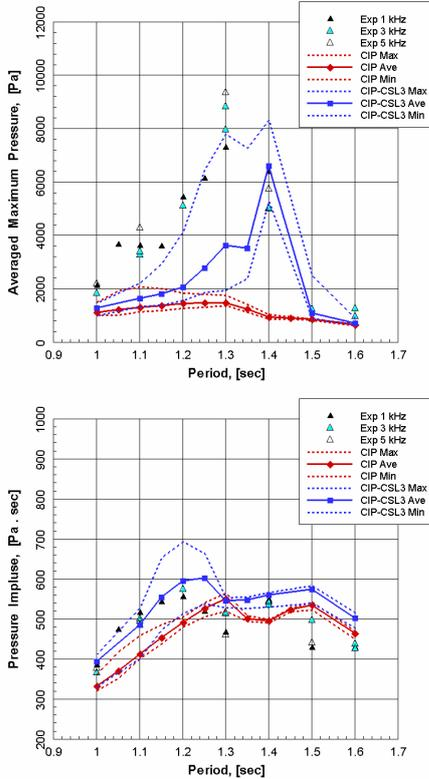 12000
10000
8000
6000
4000
2000
0
Averaged Maximum Pressure, [Pa]
Exp 1 kHz
Exp 3 kHz
Exp 5 kHz
CIP Max
CIP Ave
CIP Min
CIP-CSL3 Max
CIP-CSL3 Ave
CIP-CSL3 Min
0.9 1 1.1 1.2 1.3 1.4 1.5 1.6 1.7
Period, [sec]
1000
900
800
700
600
500
400
300
200
Pressure Impluse, [Pa . sec]
Exp 1 kHz
Exp 3 kHz
Exp 5 kHz
CIP Max
CIP Ave
CIP Min
CIP-CSL3 Max
CIP-CSL3 Ave
CIP-CSL3 Min
0.9 1 1.1 1.2 1.3 1.4 1.5 1.6 1.7
Period, [sec]